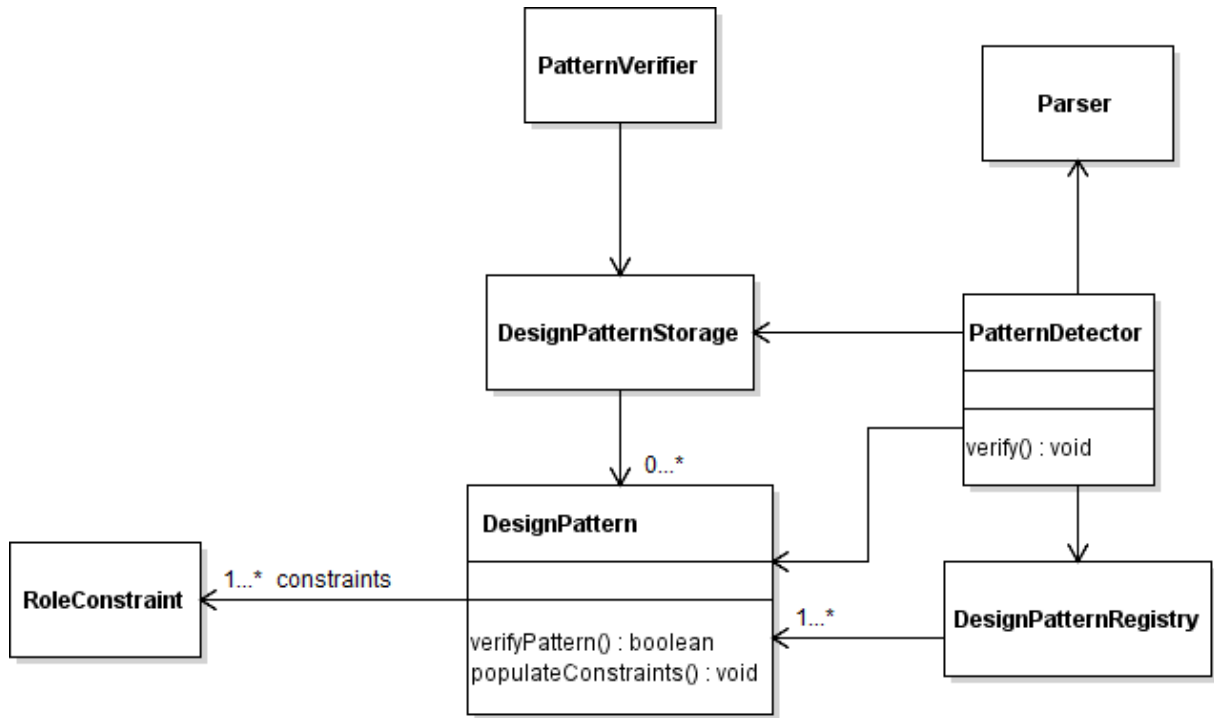 PatternVerifier
Parser
DesignPatternStorage
PatternDetector
verify() : void
0...*
DesignPattern
RoleConstraint
1...* constraints
verifyPattern() : boolean
populateConstraints() : void
1...*
DesignPatternRegistry